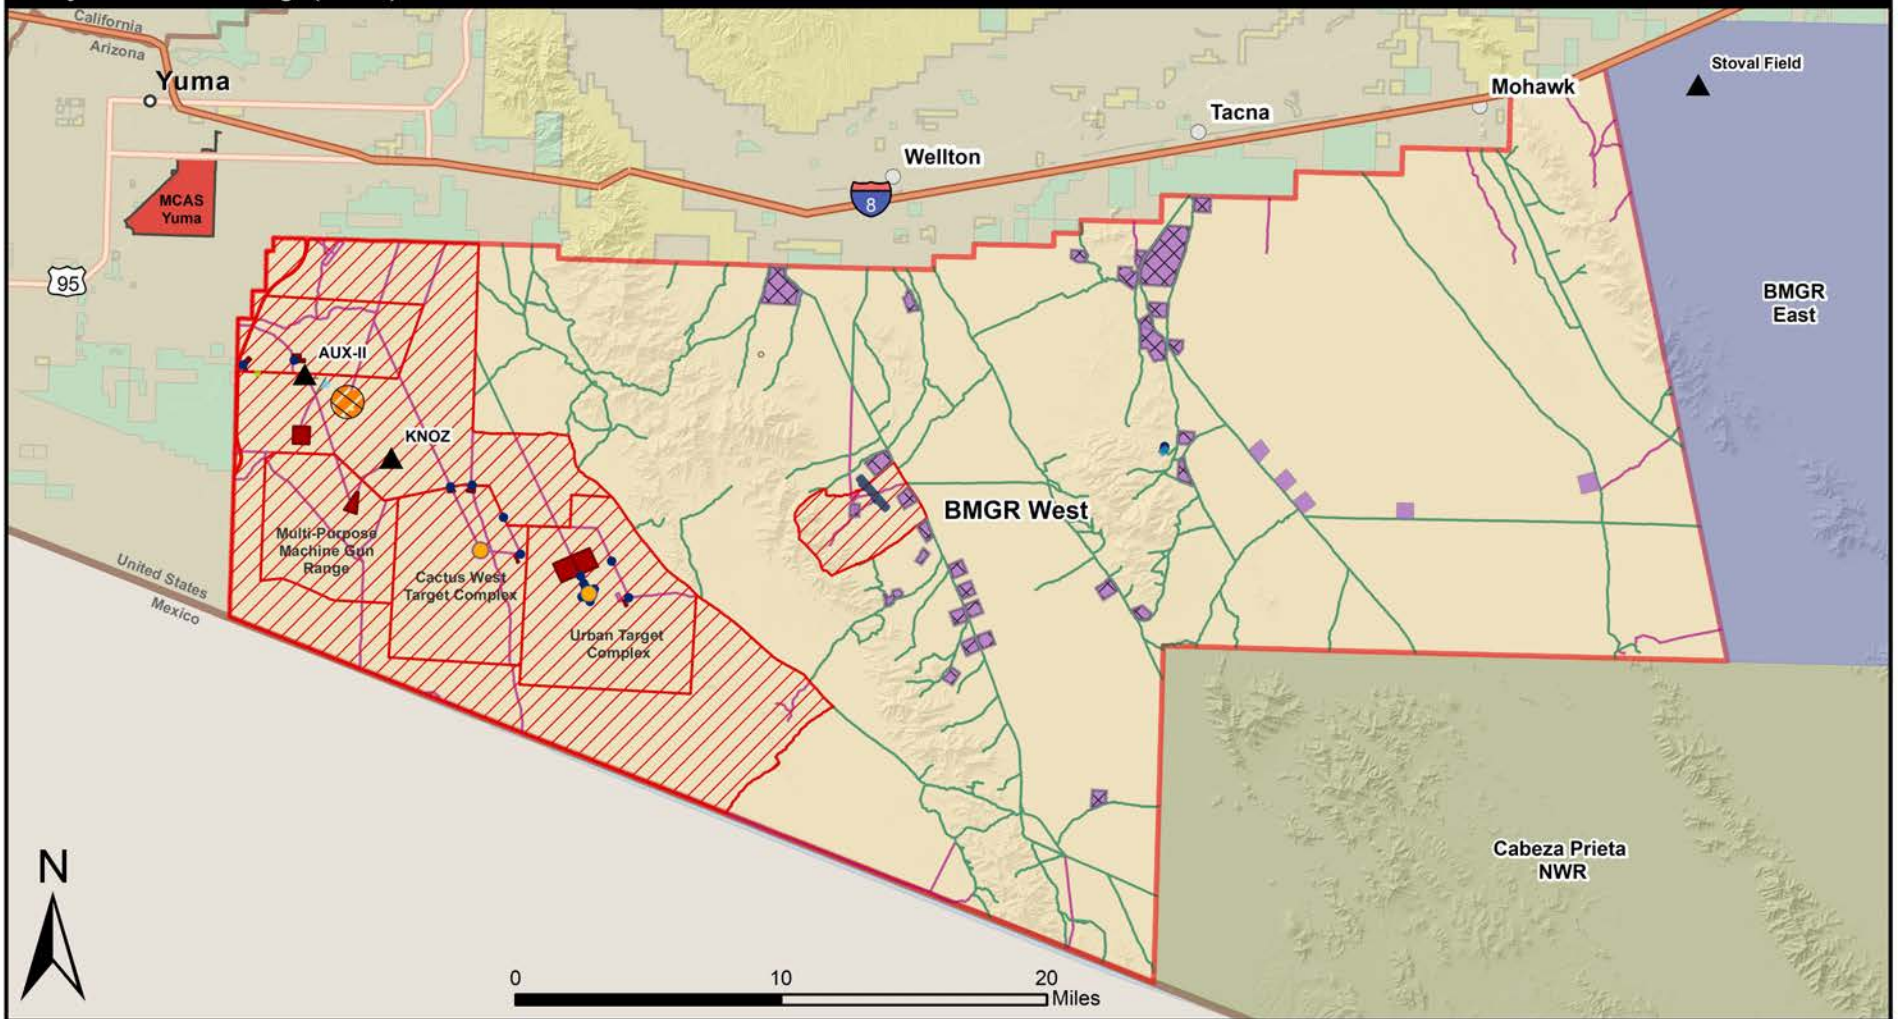 California
Arizona
Yuma
Stoval Field
Mohawk
Tacna
Wellton
MCAS
Yuma
8
95
BMGR
East
AUX-II
KNOZ
BMGR West
Multi-Purpose
Machine Gun
Range
Cactus West
Target Complex
United States
Mexico
Urban Target
Complex
Cabeza Prieta
NWR
N
0
10
20
Miles